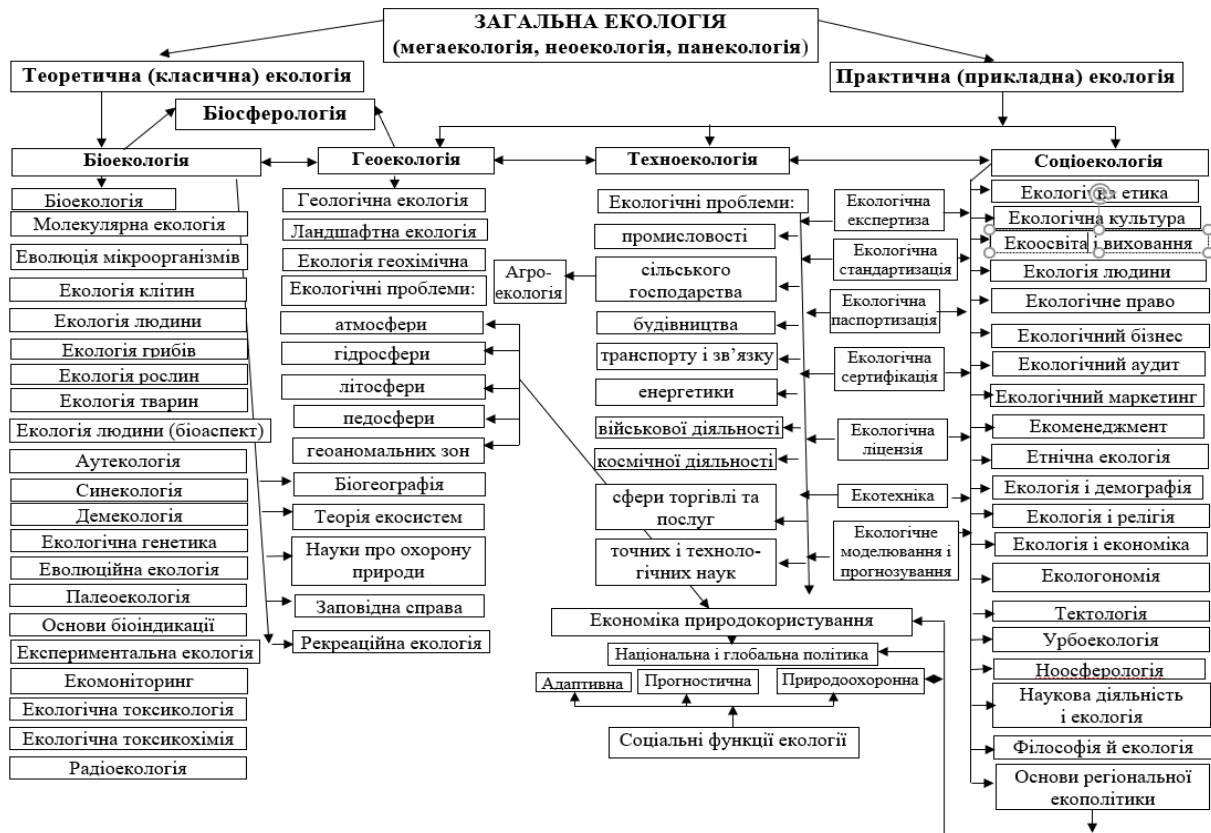 ЗАГАЛЬНА ЕКОЛОГІЯ
(мегаекологія, неоекологія, панекологія)
Теоретична (класична) екологія
Практична (прикладна) екологія
Біосферологія
Біоекологія
Геоекологія
Техноекологія
Соціоекологія
Біоекологія
Молекулярна екологія
Еволюція мікроорганізмів
Екологія клітин
Екологія людини
Екологія грибів
Екологія рослин
Екологія тварин
Екологія людини (біоаспект)
Аутекологія
Синекологія
Демекологія
Екологічна генетика
Еволюційна екологія
Палеоекологія
Основи біоіндикації
Експериментальна екологія
Екомоніторинг
Екологічна токсикологія
Екологічна токсикохімія
Радіоекологія
Геологічна екологія
Ландшафтна екологія
Екологія геохімічна
Екологічні проблеми:
атмосфери
гідросфери
літосфери
педосфери
геоаномальних зон
Біогеографія
Теорія екосистем
Науки про охорону
природи
Заповідна справа
Рекреаційна екологія
Агро-
екологія
Екологічні проблеми:
промисловості
сільського
господарства
будівництва
транспорту і зв’язку
енергетики
військової діяльності
космічної діяльності
сфери торгівлі та
послуг
точних і техноло-
гічних наук
Екологічна
експертиза
Екологічна
стандартизація
Екологічна
паспортизація
Екологічна
сертифікація
Екологічна
ліцензія
Екотехніка
Екологічне
моделювання і
прогнозування
Економіка природокористування
Національна і глобальна політика
Адаптивна
Прогностична
Природоохоронна
Соціальні функції екології
Екологічна етика
Екологічна культура
Екоосвіта і виховання
Екологія людини
Екологічне право
Екологічний бізнес
Екологічний аудит
Екологічний маркетинг
Екоменеджмент
Етнічна екологія
Екологія і демографія
Екологія і релігія
Екологія і економіка
Екологономія
Тектологія
Урбоекологія
Ноосферологія
Наукова діяльність
і екологія
Філософія й екологія
Основи регіональної
екополітики